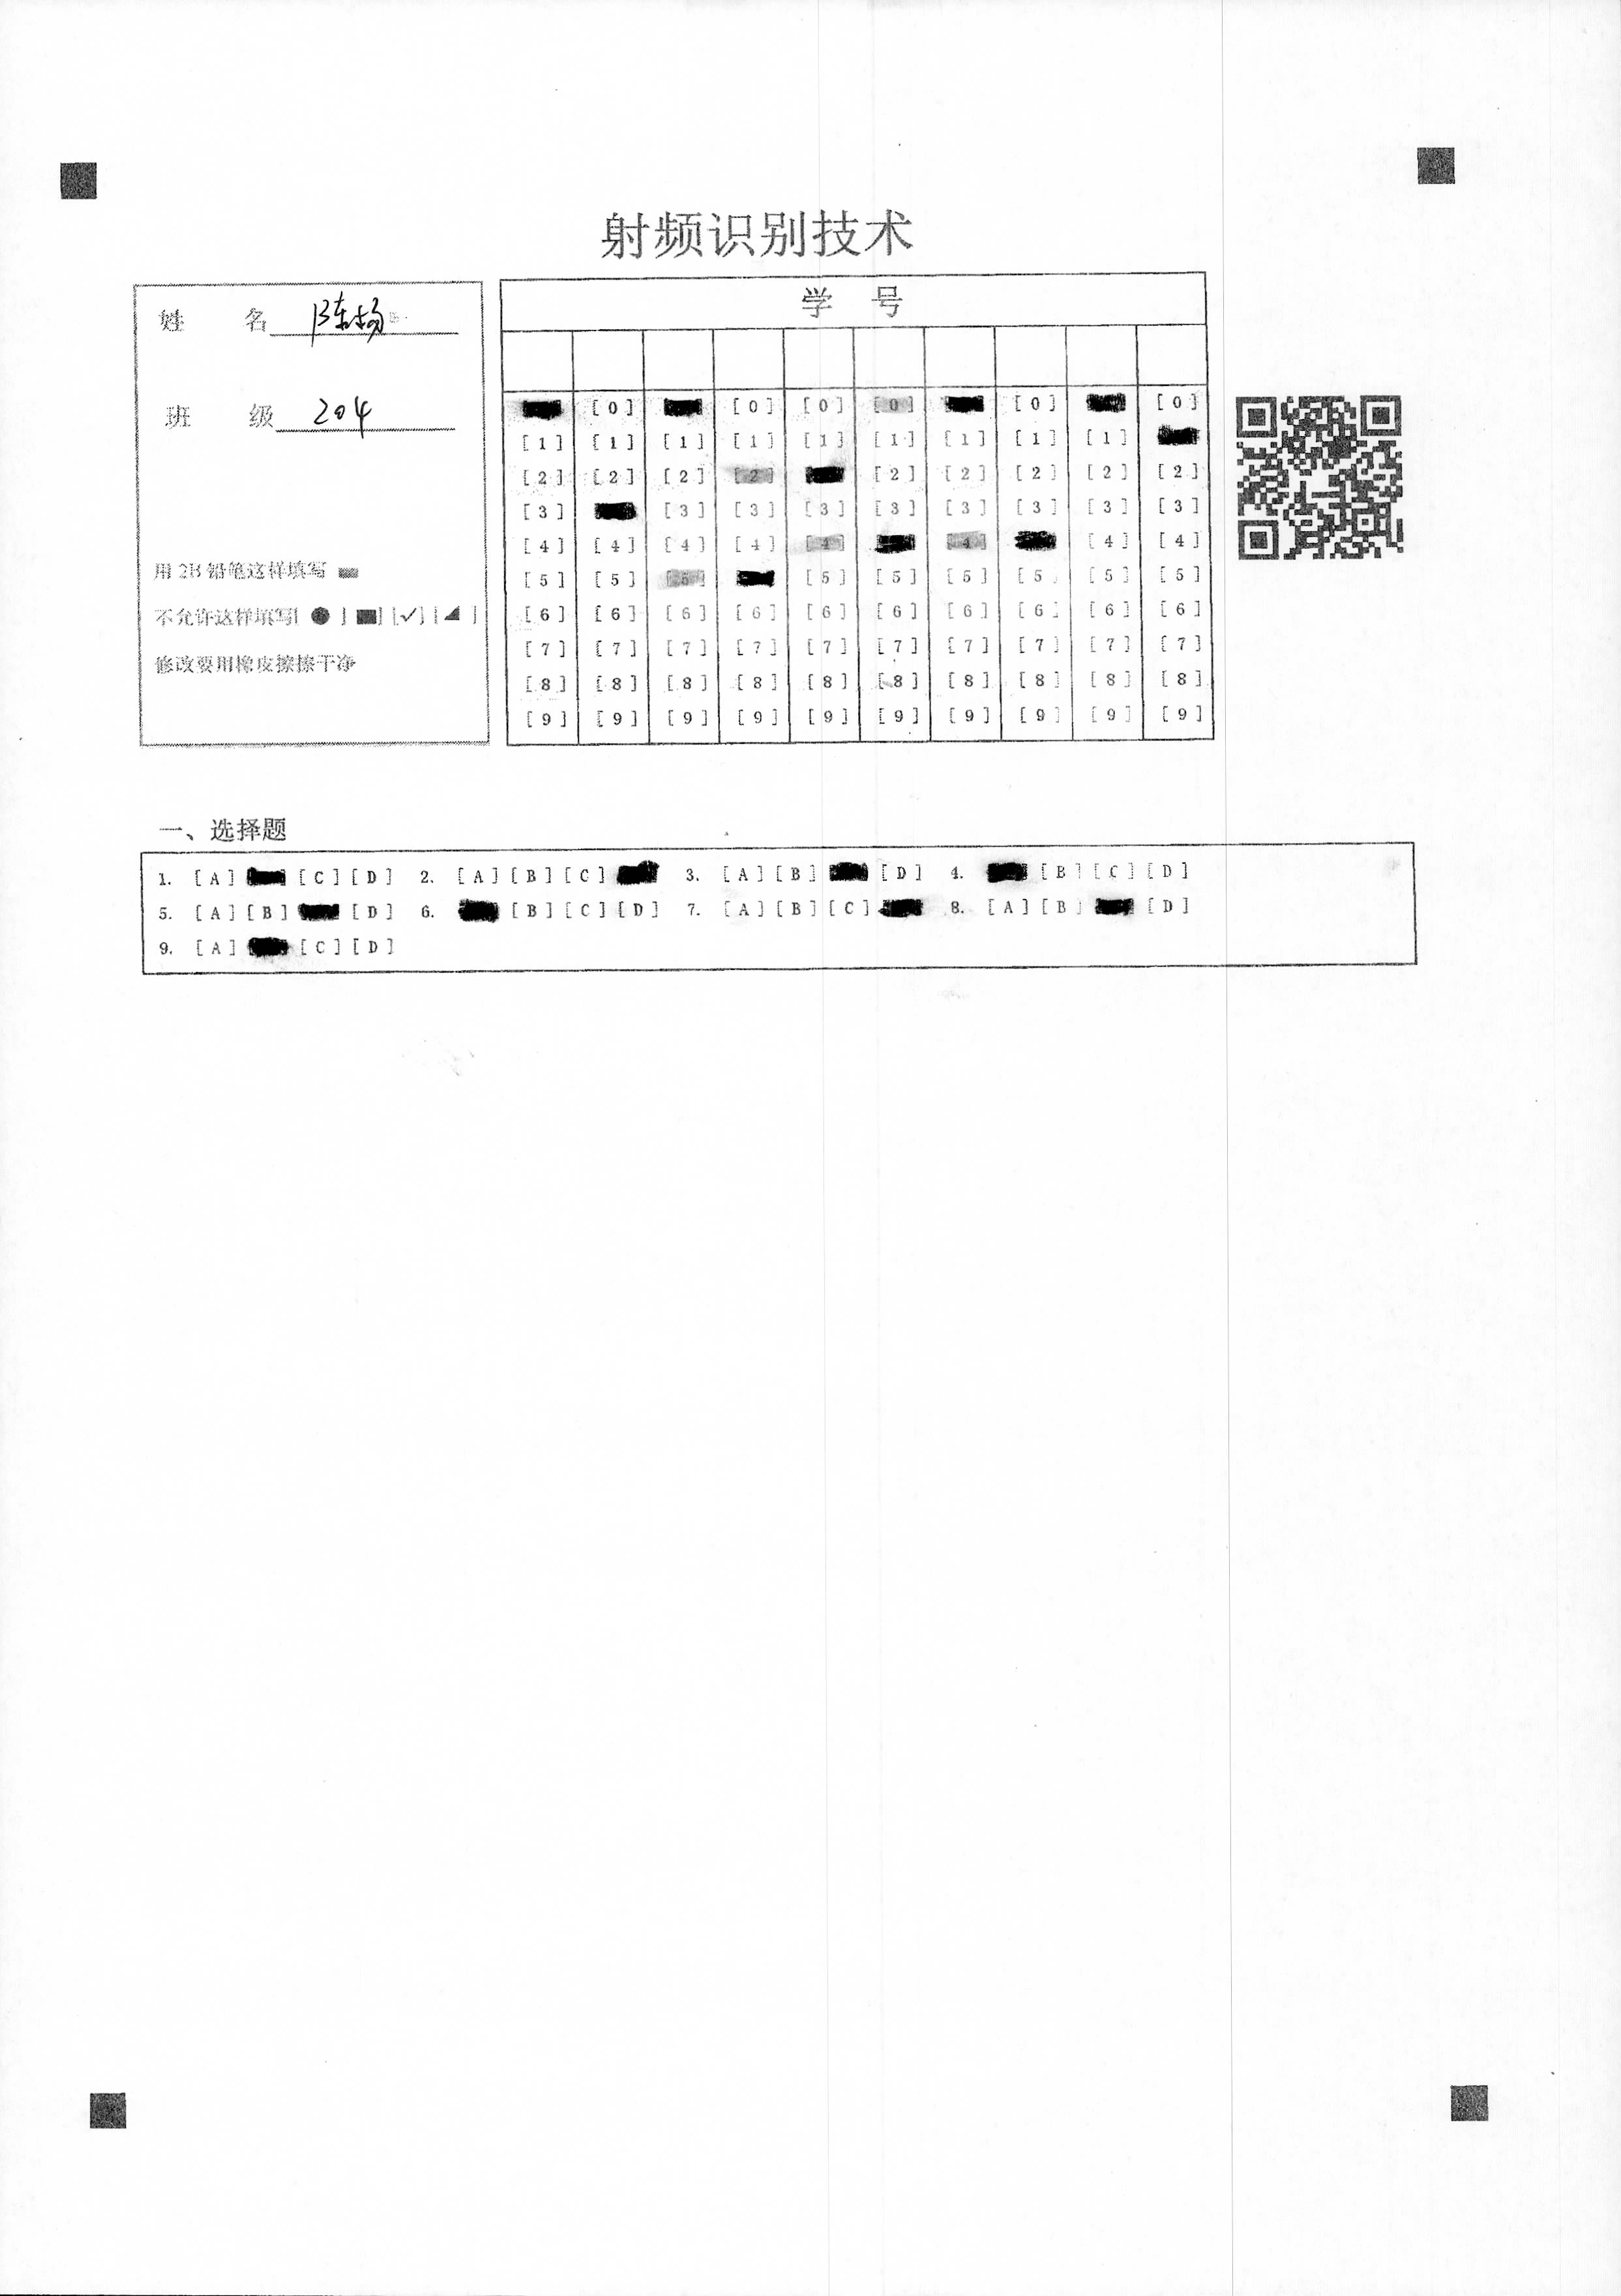 射频识别技术
姓 名 陈杨
班 级 204
用 2B 铅笔这样填写
不允许这样填写[ ● ] [■] [✓] [◢ ]
修改要用橡皮擦擦干净
学 号
[0] [0] [0] [0] [0] [0]
[1] [1] [1] [1] [1] [1] [1] [1] [1]
[2] [2] [2] [2] [2] [2] [2] [2] [2]
[3] [3] [3] [3] [3] [3] [3] [3] [3]
[4] [4] [4] [4] [4] [4] [4] [4]
[5] [5] [5] [5] [5] [5] [5] [5] [5]
[6] [6] [6] [6] [6] [6] [6] [6] [6] [6]
[7] [7] [7] [7] [7] [7] [7] [7] [7] [7]
[8] [8] [8] [8] [8] [8] [8] [8] [8] [8]
[9] [9] [9] [9] [9] [9] [9] [9] [9] [9]
一、选择题
1. [A] [C] [D] 2. [A] [B] [C] 3. [A] [B] [D] 4. [B] [C] [D]
5. [A] [B] [D] 6. [B] [C] [D] 7. [A] [B] [C] 8. [A] [B] [D]
9. [A] [C] [D]